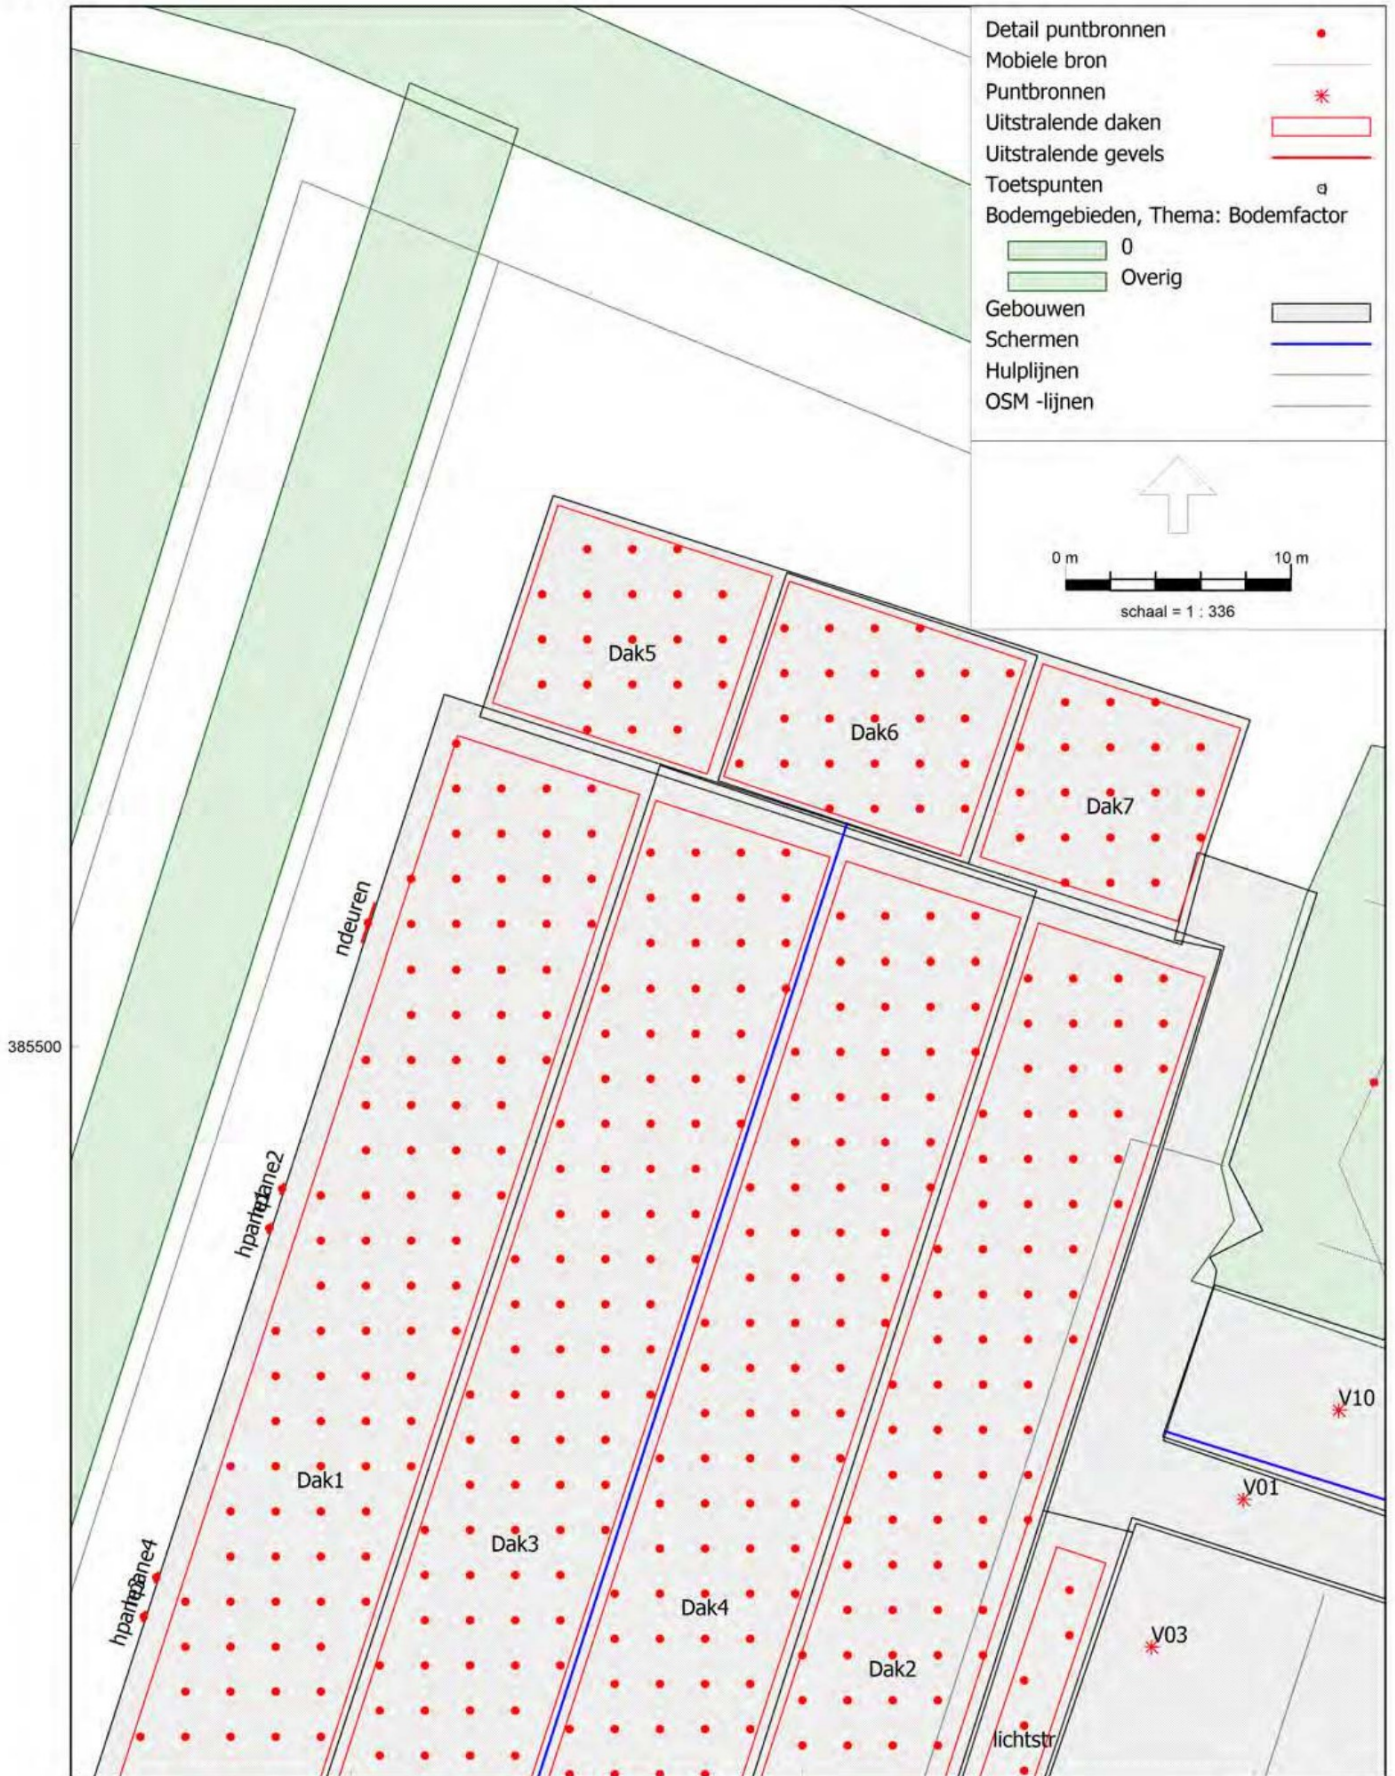 Detail puntbronnen
Mobiele bron
Puntbronnen
Uitstralende daken
Uitstralende gevels
Toetspunten
Bodemgebieden, Thema: Bodemfactor
0
Overig
Gebouwen
Schermen
Hulplijnen
OSM -lijnen
0 m 10 m
schaal = 1 : 336
Dak5
Dak6
Dak7
ndeuren
385500
V10
Dak1
V01
Dak3
Dak4
V03
Dak2
lichtstr